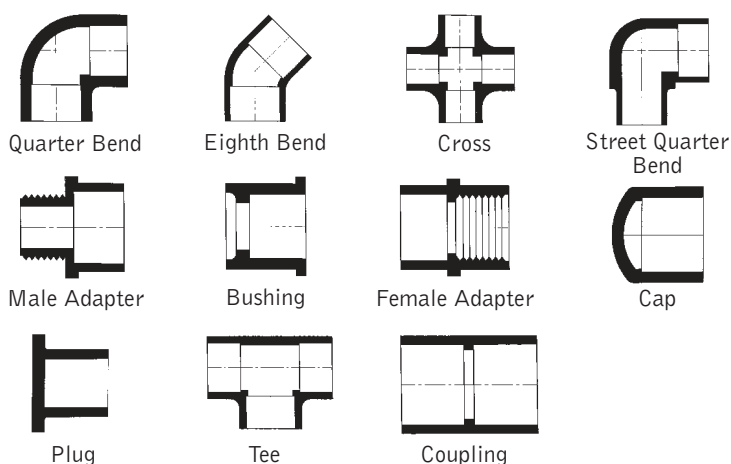 Quarter Bend
Eighth Bend
Cross
Street Quarter
Bend
Male Adapter
Bushing
Female Adapter
Cap
Plug
Tee
Coupling